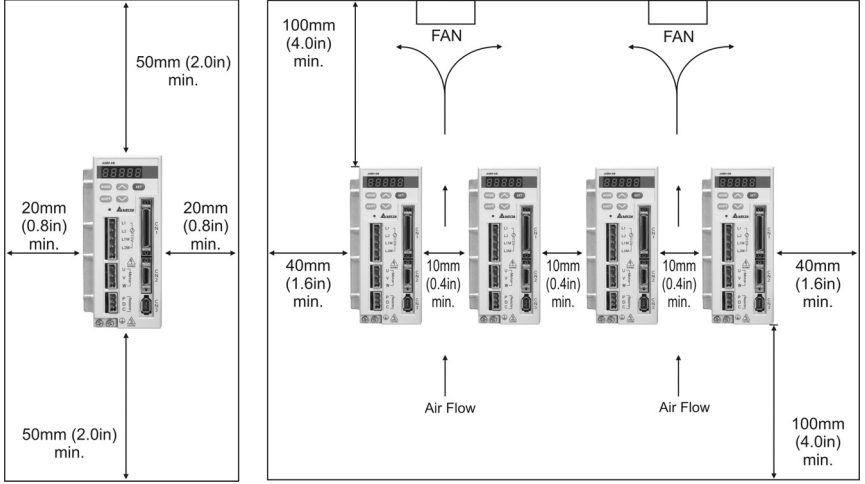 50mm (2.0in)
min.
20mm
(0.8in)
min.
20mm
(0.8in)
min.
50mm (2.0in)
min.
100mm
(4.0in)
min.
FAN
FAN
40mm
(1.6in)
min.
10mm
(0.4in)
min.
10mm
(0.4in)
min.
10mm
(0.4in)
min.
40mm
(1.6in)
min.
Air Flow
Air Flow
100mm
(4.0in)
min.